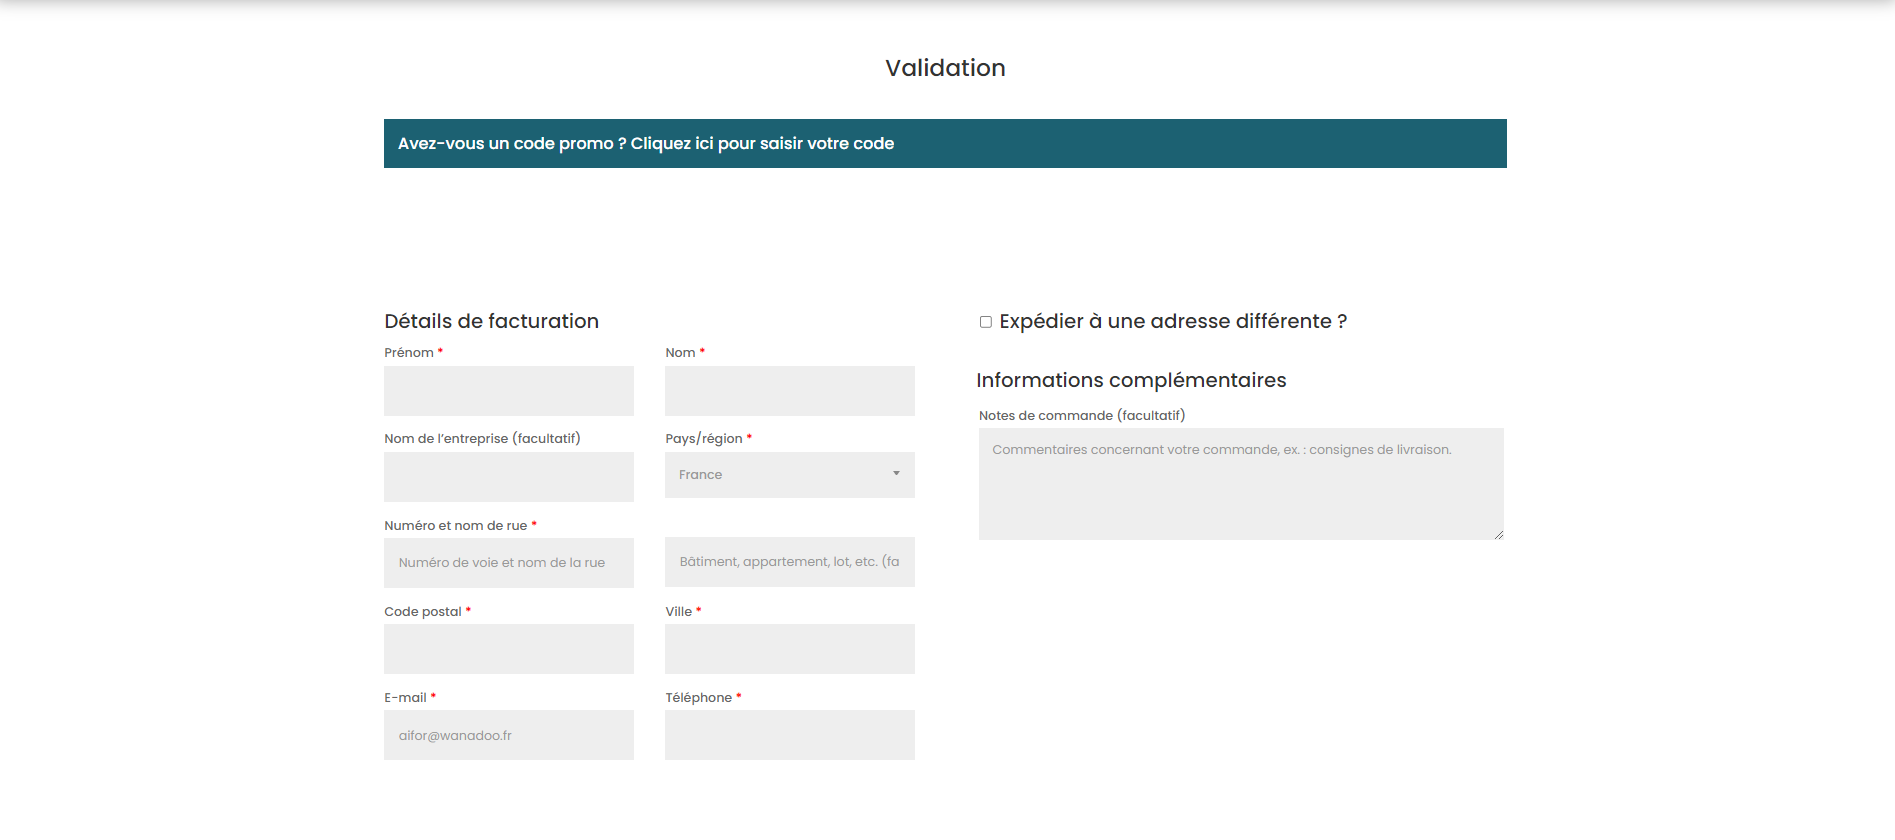 Validation
Avez-vous un code promo ? Cliquez ici pour saisir votre code
Détails de facturation
Prénom *
Nom *
Nom de l’entreprise (facultatif)
Pays/région *
France
Numéro et nom de rue *
Numéro de voie et nom de la rue
Bâtiment, appartement, lot, etc. (fa
Code postal *
Ville *
E-mail *
aifor@wanadoo.fr
Téléphone *
Expédier à une adresse différente ?
Informations complémentaires
Notes de commande (facultatif)
Commentaires concernant votre commande, ex. : consignes de livraison.